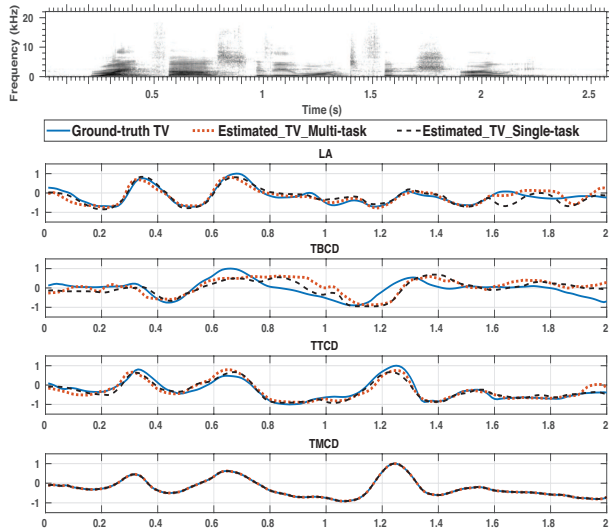 Frequency (kHz)
20
10
0
0.5 1 1.5 2 2.5
Time (s)
Ground-truth TV Estimated_TV_Multi-task Estimated_TV_Single-task
LA
1
0
-1
0 0.2 0.4 0.6 0.8 1 1.2 1.4 1.6 1.8 2
TBCD
1
0
-1
0 0.2 0.4 0.6 0.8 1 1.2 1.4 1.6 1.8 2
TTCD
1
0
-1
0 0.2 0.4 0.6 0.8 1 1.2 1.4 1.6 1.8 2
TMCD
1
0
-1
0 0.2 0.4 0.6 0.8 1 1.2 1.4 1.6 1.8 2